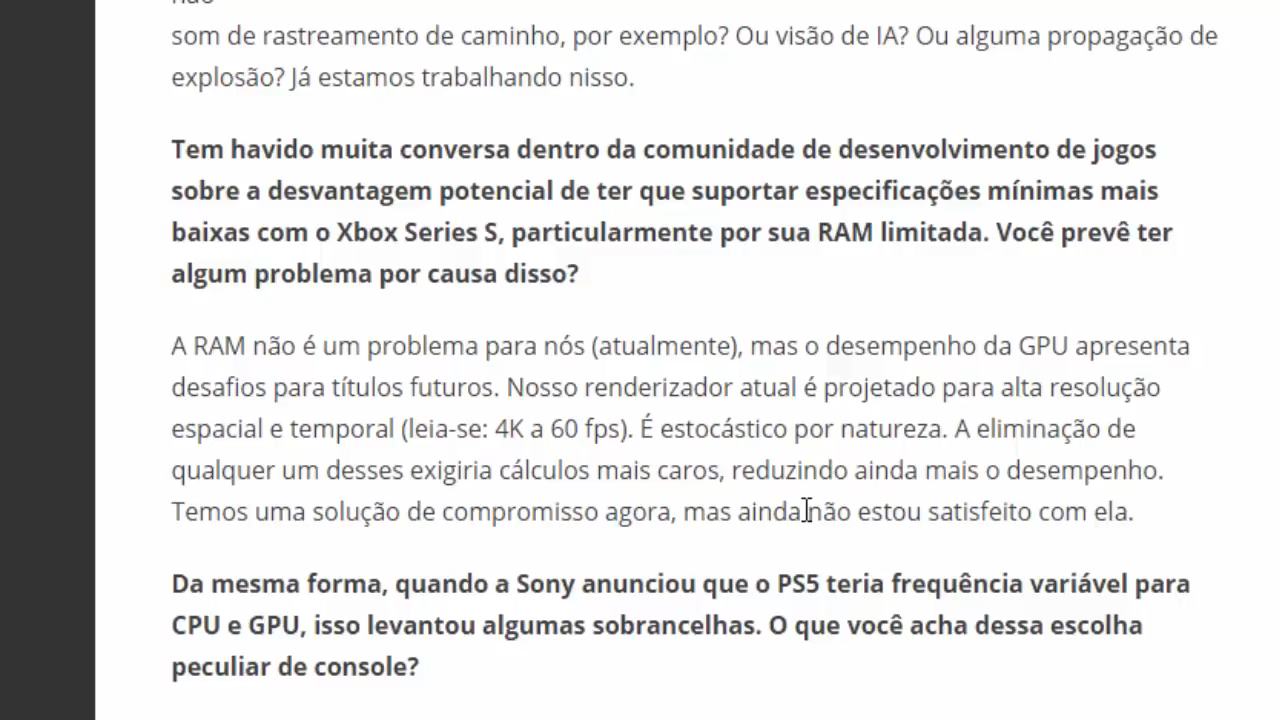 não
som de rastreamento de caminho, por exemplo? Ou visão de IA? Ou alguma propagação de
explosão? Já estamos trabalhando nisso.
Tem havido muita conversa dentro da comunidade de desenvolvimento de jogos
sobre a desvantagem potencial de ter que suportar especificações mínimas mais
baixas com o Xbox Series S, particularmente por sua RAM limitada. Você prevê ter
algum problema por causa disso?
A RAM não é um problema para nós (atualmente), mas o desempenho da GPU apresenta
desafios para títulos futuros. Nosso renderizador atual é projetado para alta resolução
espacial e temporal (leia-se: 4K a 60 fps). É estocástico por natureza. A eliminação de
qualquer um desses exigiria cálculos mais caros, reduzindo ainda mais o desempenho.
Temos uma solução de compromisso agora, mas ainda não estou satisfeito com ela.
Da mesma forma, quando a Sony anunciou que o PS5 teria frequência variável para
CPU e GPU, isso levantou algumas sobrancelhas. O que você acha dessa escolha
peculiar de console?